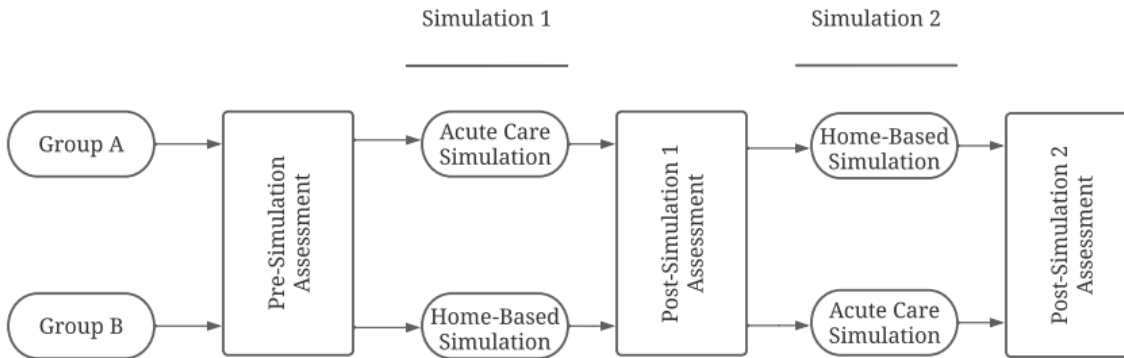 Simulation 1
Simulation 2
Group A
Acute Care
Simulation
Home-Based
Simulation
Pre-Simulation
Assessment
Post-Simulation 1
Assessment
Post-Simulation 2
Assessment
Group B
Home-Based
Simulation
Acute Care
Simulation